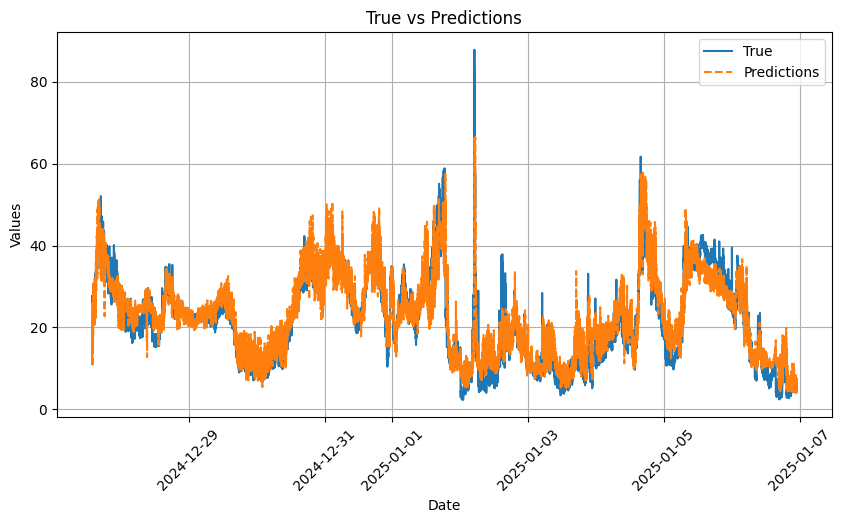 True vs Predictions
True
Predictions
Values
80
60
40
20
0
2024-12-29
2024-12-31
2025-01-01
2025-01-03
2025-01-05
2025-01-07
Date